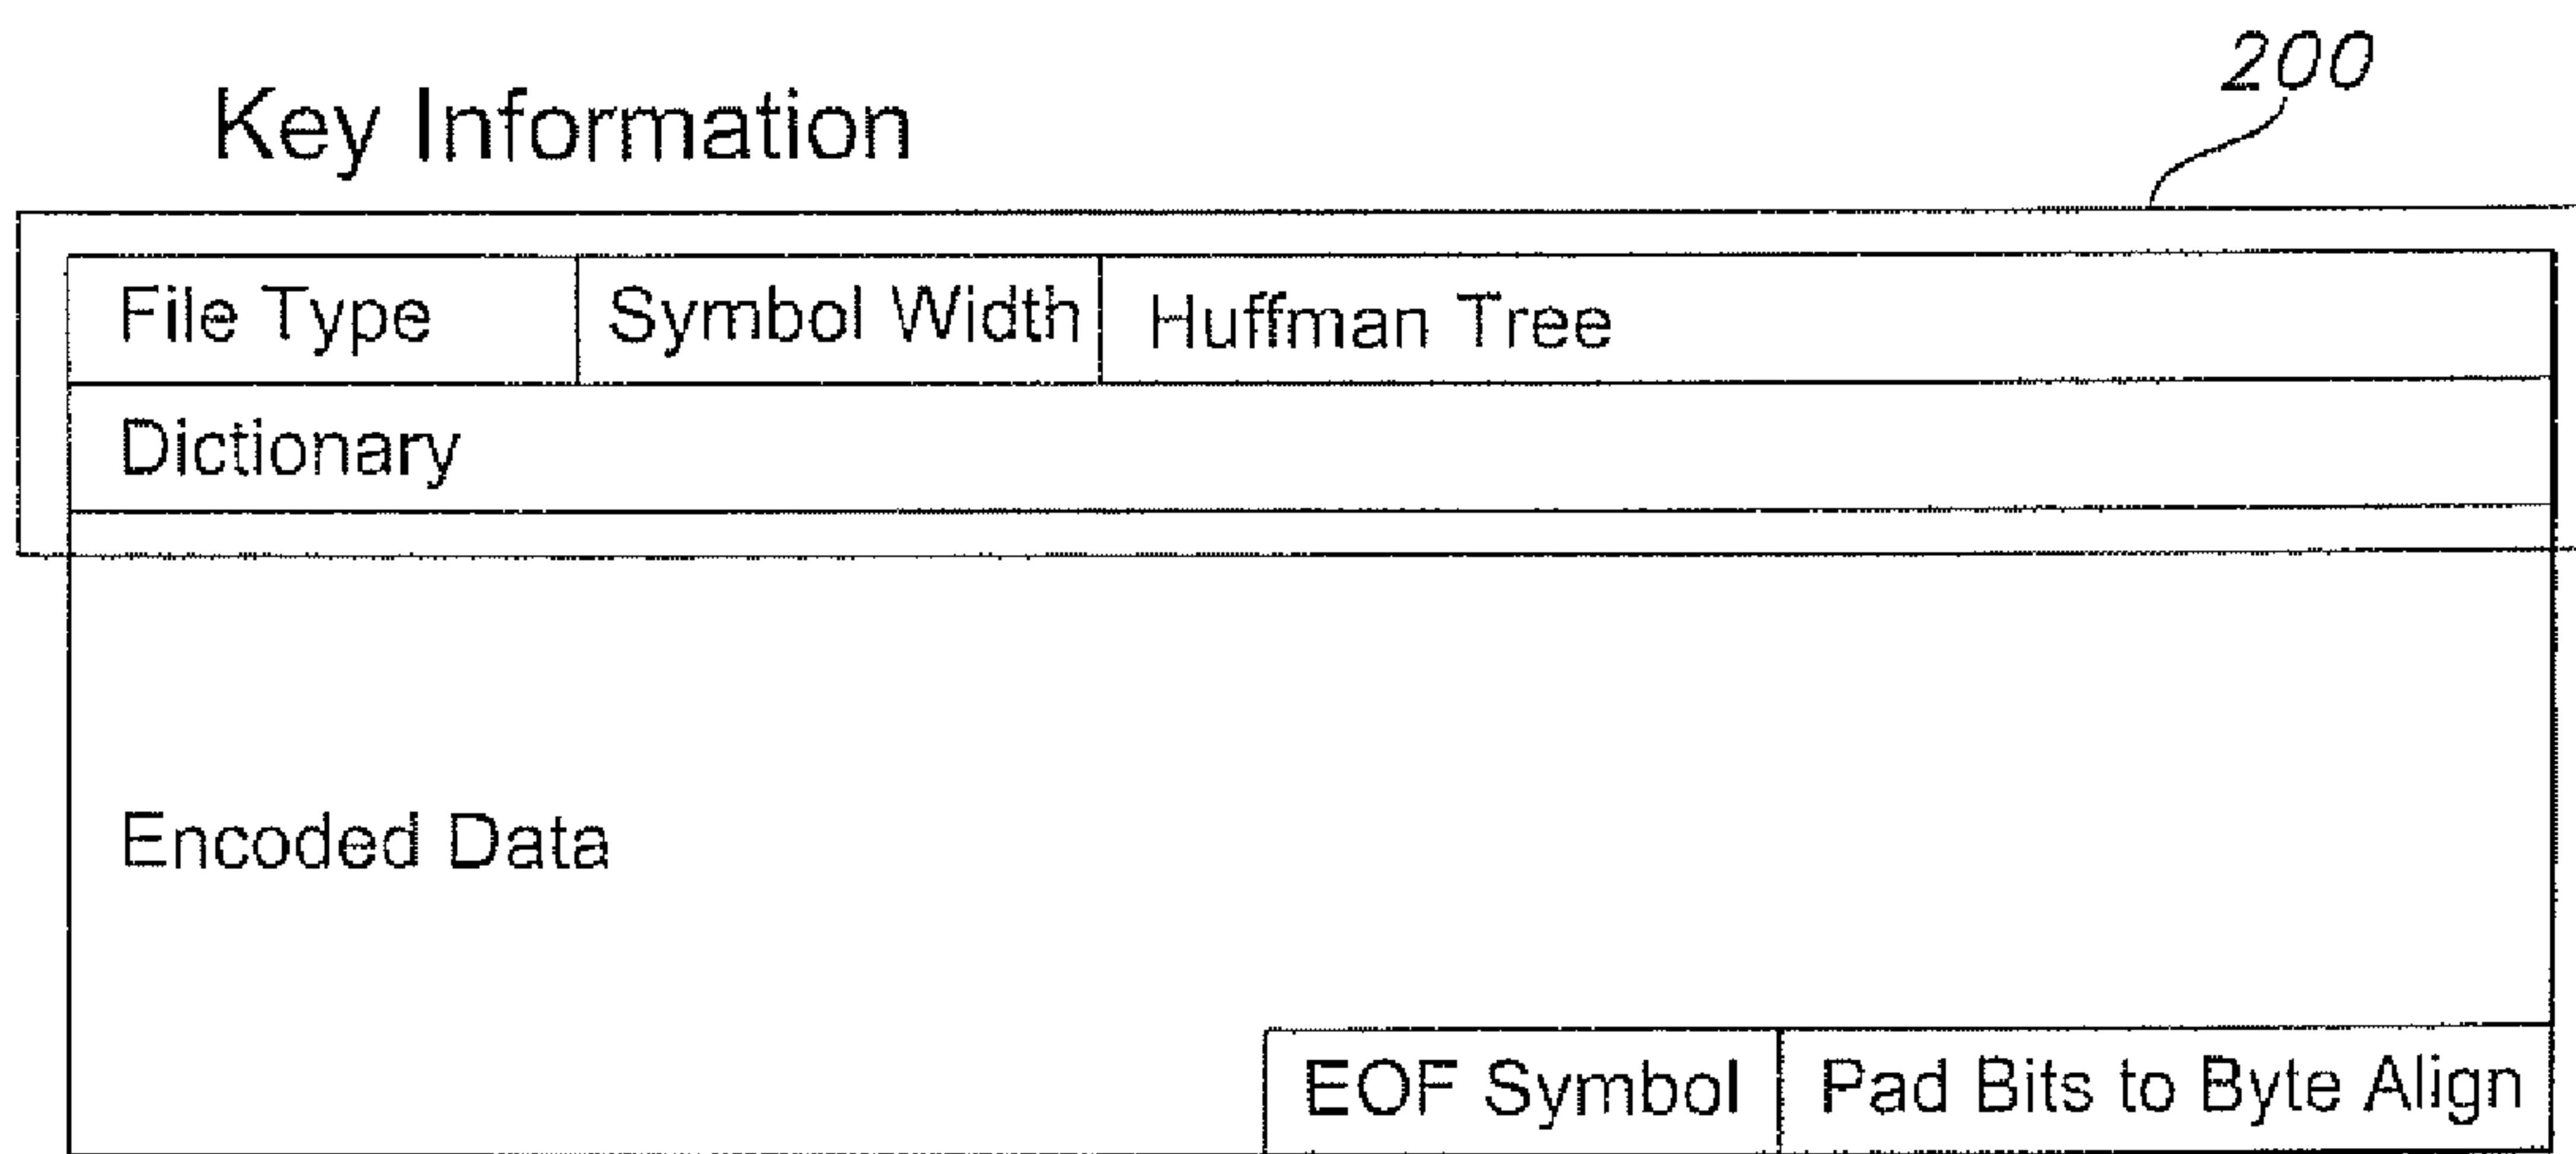 200
Key Information
File Type Symbol Width Huffman Tree
Dictionary
Encoded Data
EOF Symbol Pad Bits to Byte Align